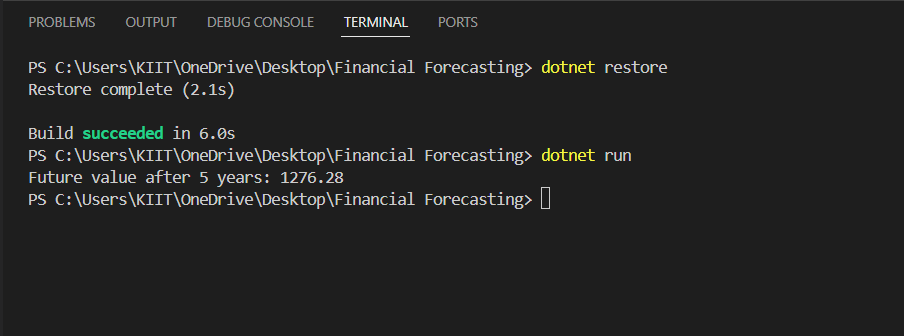 PROBLEMS OUTPUT DEBUG CONSOLE TERMINAL PORTS
PS C:\Users\KIIT\OneDrive\Desktop\Financial Forecasting> dotnet restore
Restore complete (2.1s)
Build succeeded in 6.0s
PS C:\Users\KIIT\OneDrive\Desktop\Financial Forecasting> dotnet run
Future value after 5 years: 1276.28
PS C:\Users\KIIT\OneDrive\Desktop\Financial Forecasting>